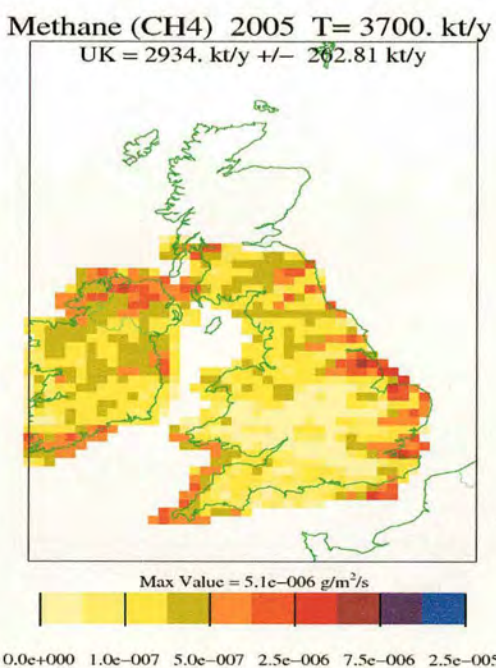 Methane (CH4) 2005 T= 3700. kt/y
UK = 2934. kt/y +/− 262.81 kt/y
Max Value = 5.1e−006 g/m²/s
0.0e+000 1.0e−007 5.0e−007 2.5e−006 7.5e−006 2.5e−005